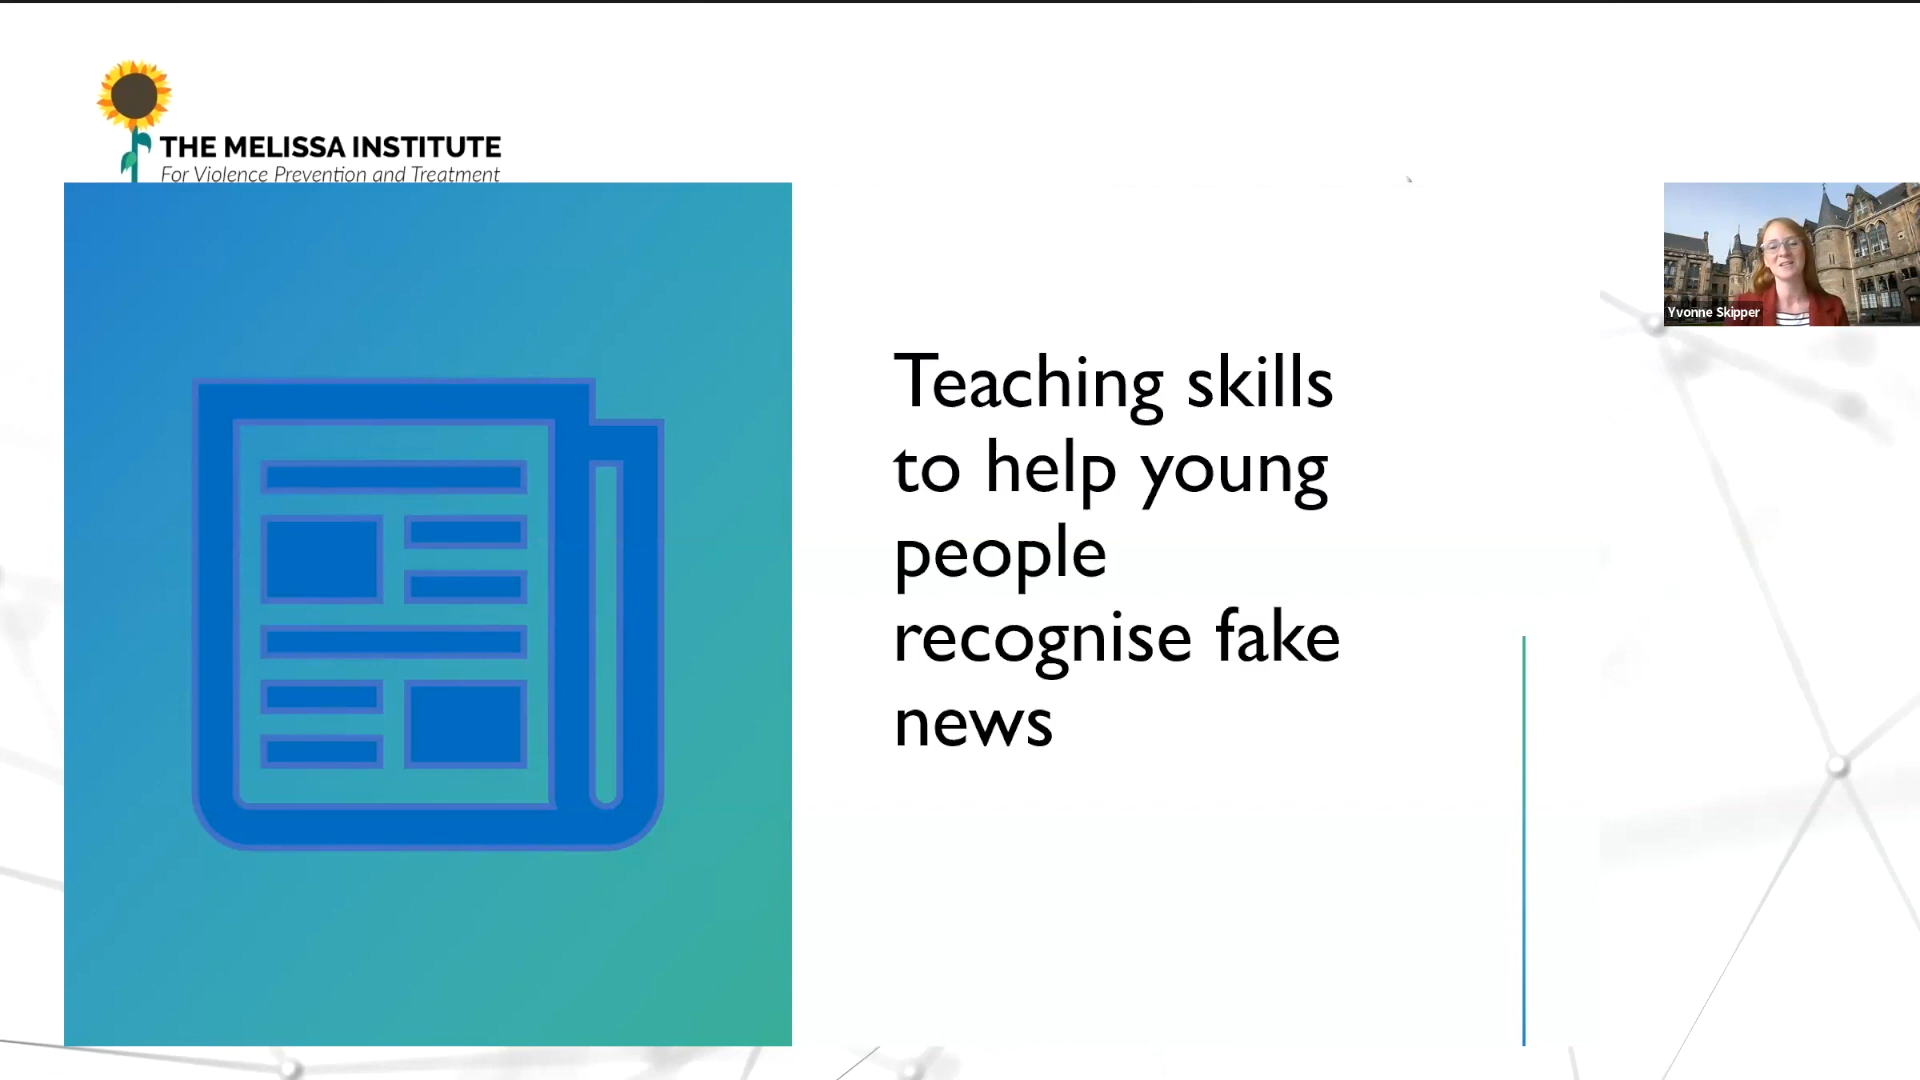 THE MELISSA INSTITUTE
For Violence Prevention and Treatment
Yvonne Skipper
Teaching skills
to help young
people
recognise fake
news